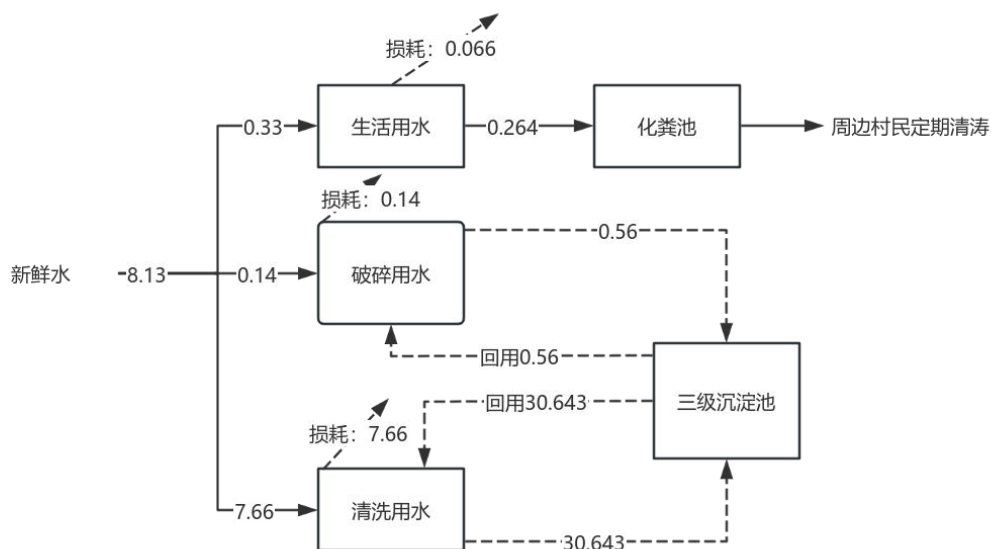 损耗：0.066
0.33
生活用水
0.264
化粪池
周边村民定期清涛
损耗：0.14
0.56
新鲜水
8.13
0.14
破碎用水
回用0.56
回用30.643
三级沉淀池
损耗：7.66
7.66
清洗用水
30.643